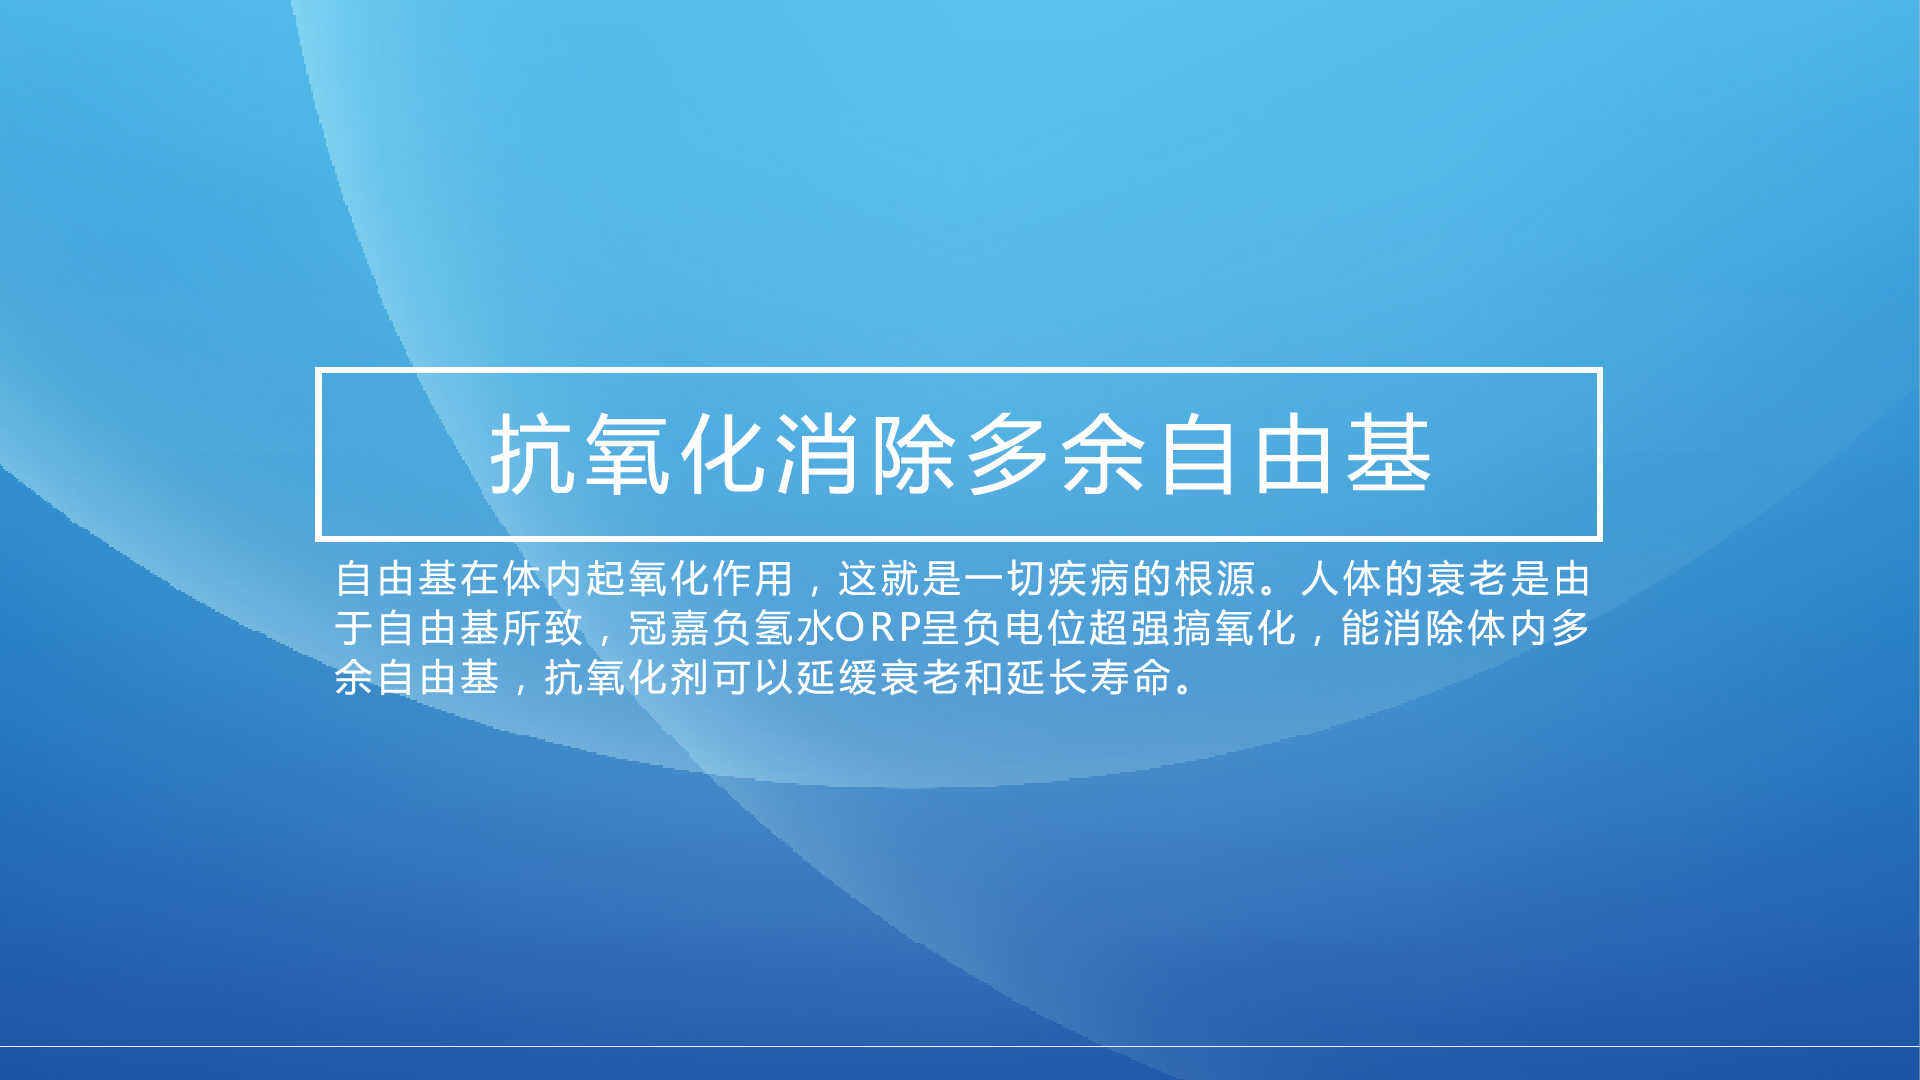 抗氧化消除多余自由基
自由基在体内起氧化作用，这就是一切疾病的根源。人体的衰老是由
于自由基所致，冠嘉负氢水ORP呈负电位超强搞氧化，能消除体内多
余自由基，抗氧化剂可以延缓衰老和延长寿命。